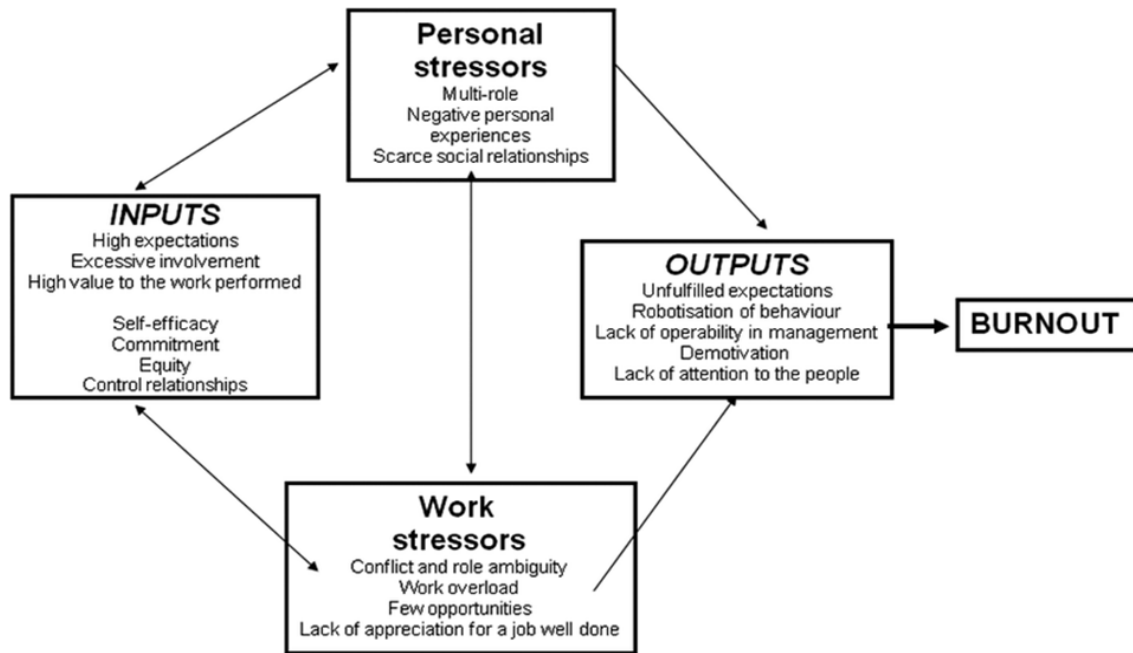 Personal
stressors
Multi-role
Negative personal
experiences
Scarce social relationships
INPUTS
High expectations
Excessive involvement
High value to the work performed
Self-efficacy
Commitment
Equity
Control relationships
OUTPUTS
Unfulfilled expectations
Robotisation of behaviour
Lack of operability in management
Demotivation
Lack of attention to the people
BURNOUT
Work
stressors
Conflict and role ambiguity
Work overload
Few opportunities
Lack of appreciation for a job well done